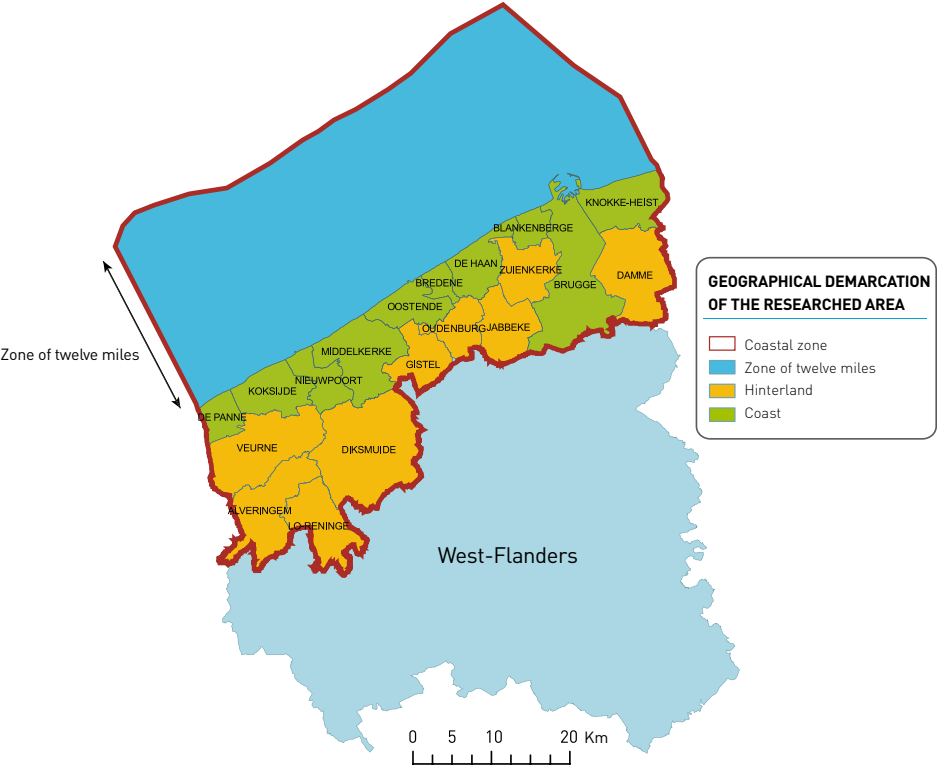 KNOKKE-HEIST
BLANKENBERGE
DE HAAN
ZUIENKERKE
DAMME
BREDENE
BRUGGE
OOSTENDE
OUDENBURG
JABBEKE
MIDDELKERKE
GISTEL
NIEUWPOORT
KOKSIJDE
DE PANNE
VEURNE
DIKSMUIDE
ALVERINGEM
LO-RENINGE
Zone of twelve miles
West-Flanders
GEOGRAPHICAL DEMARCATION
OF THE RESEARCHED AREA
Coastal zone
Zone of twelve miles
Hinterland
Coast
0 5 10 20 Km